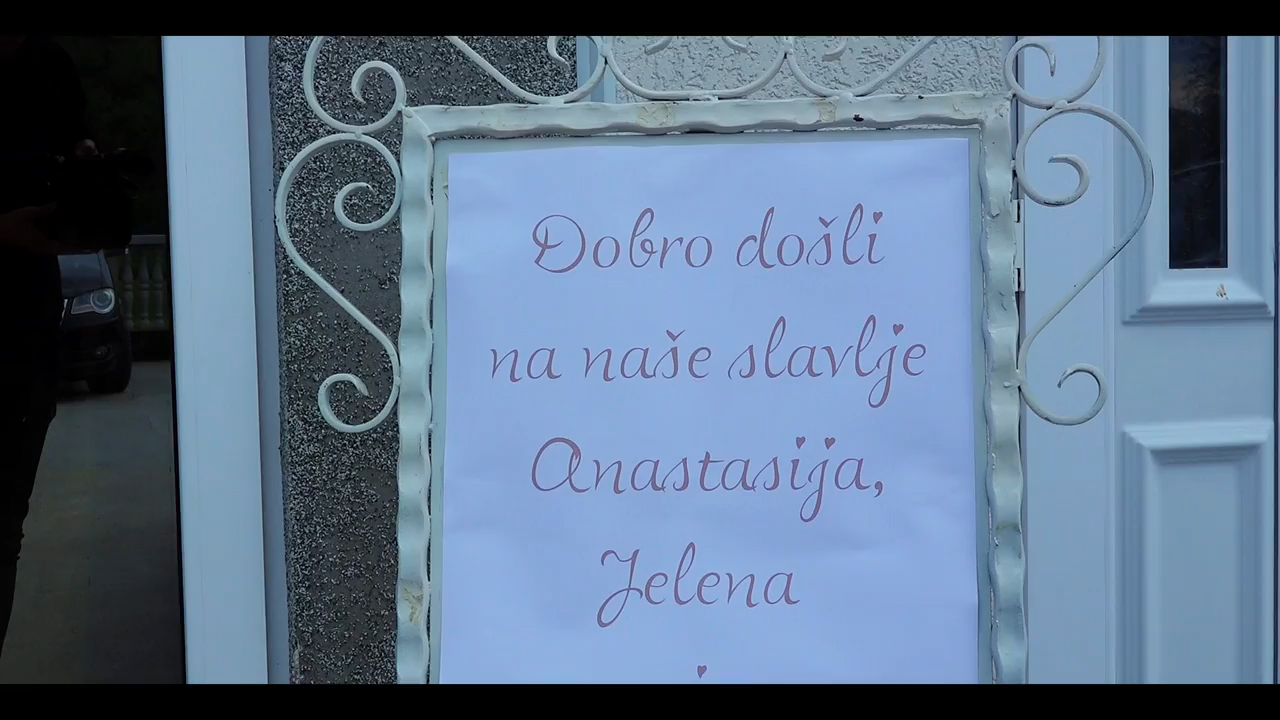 Dobro došli
na naše slavlje
Anastasija,
Jelena